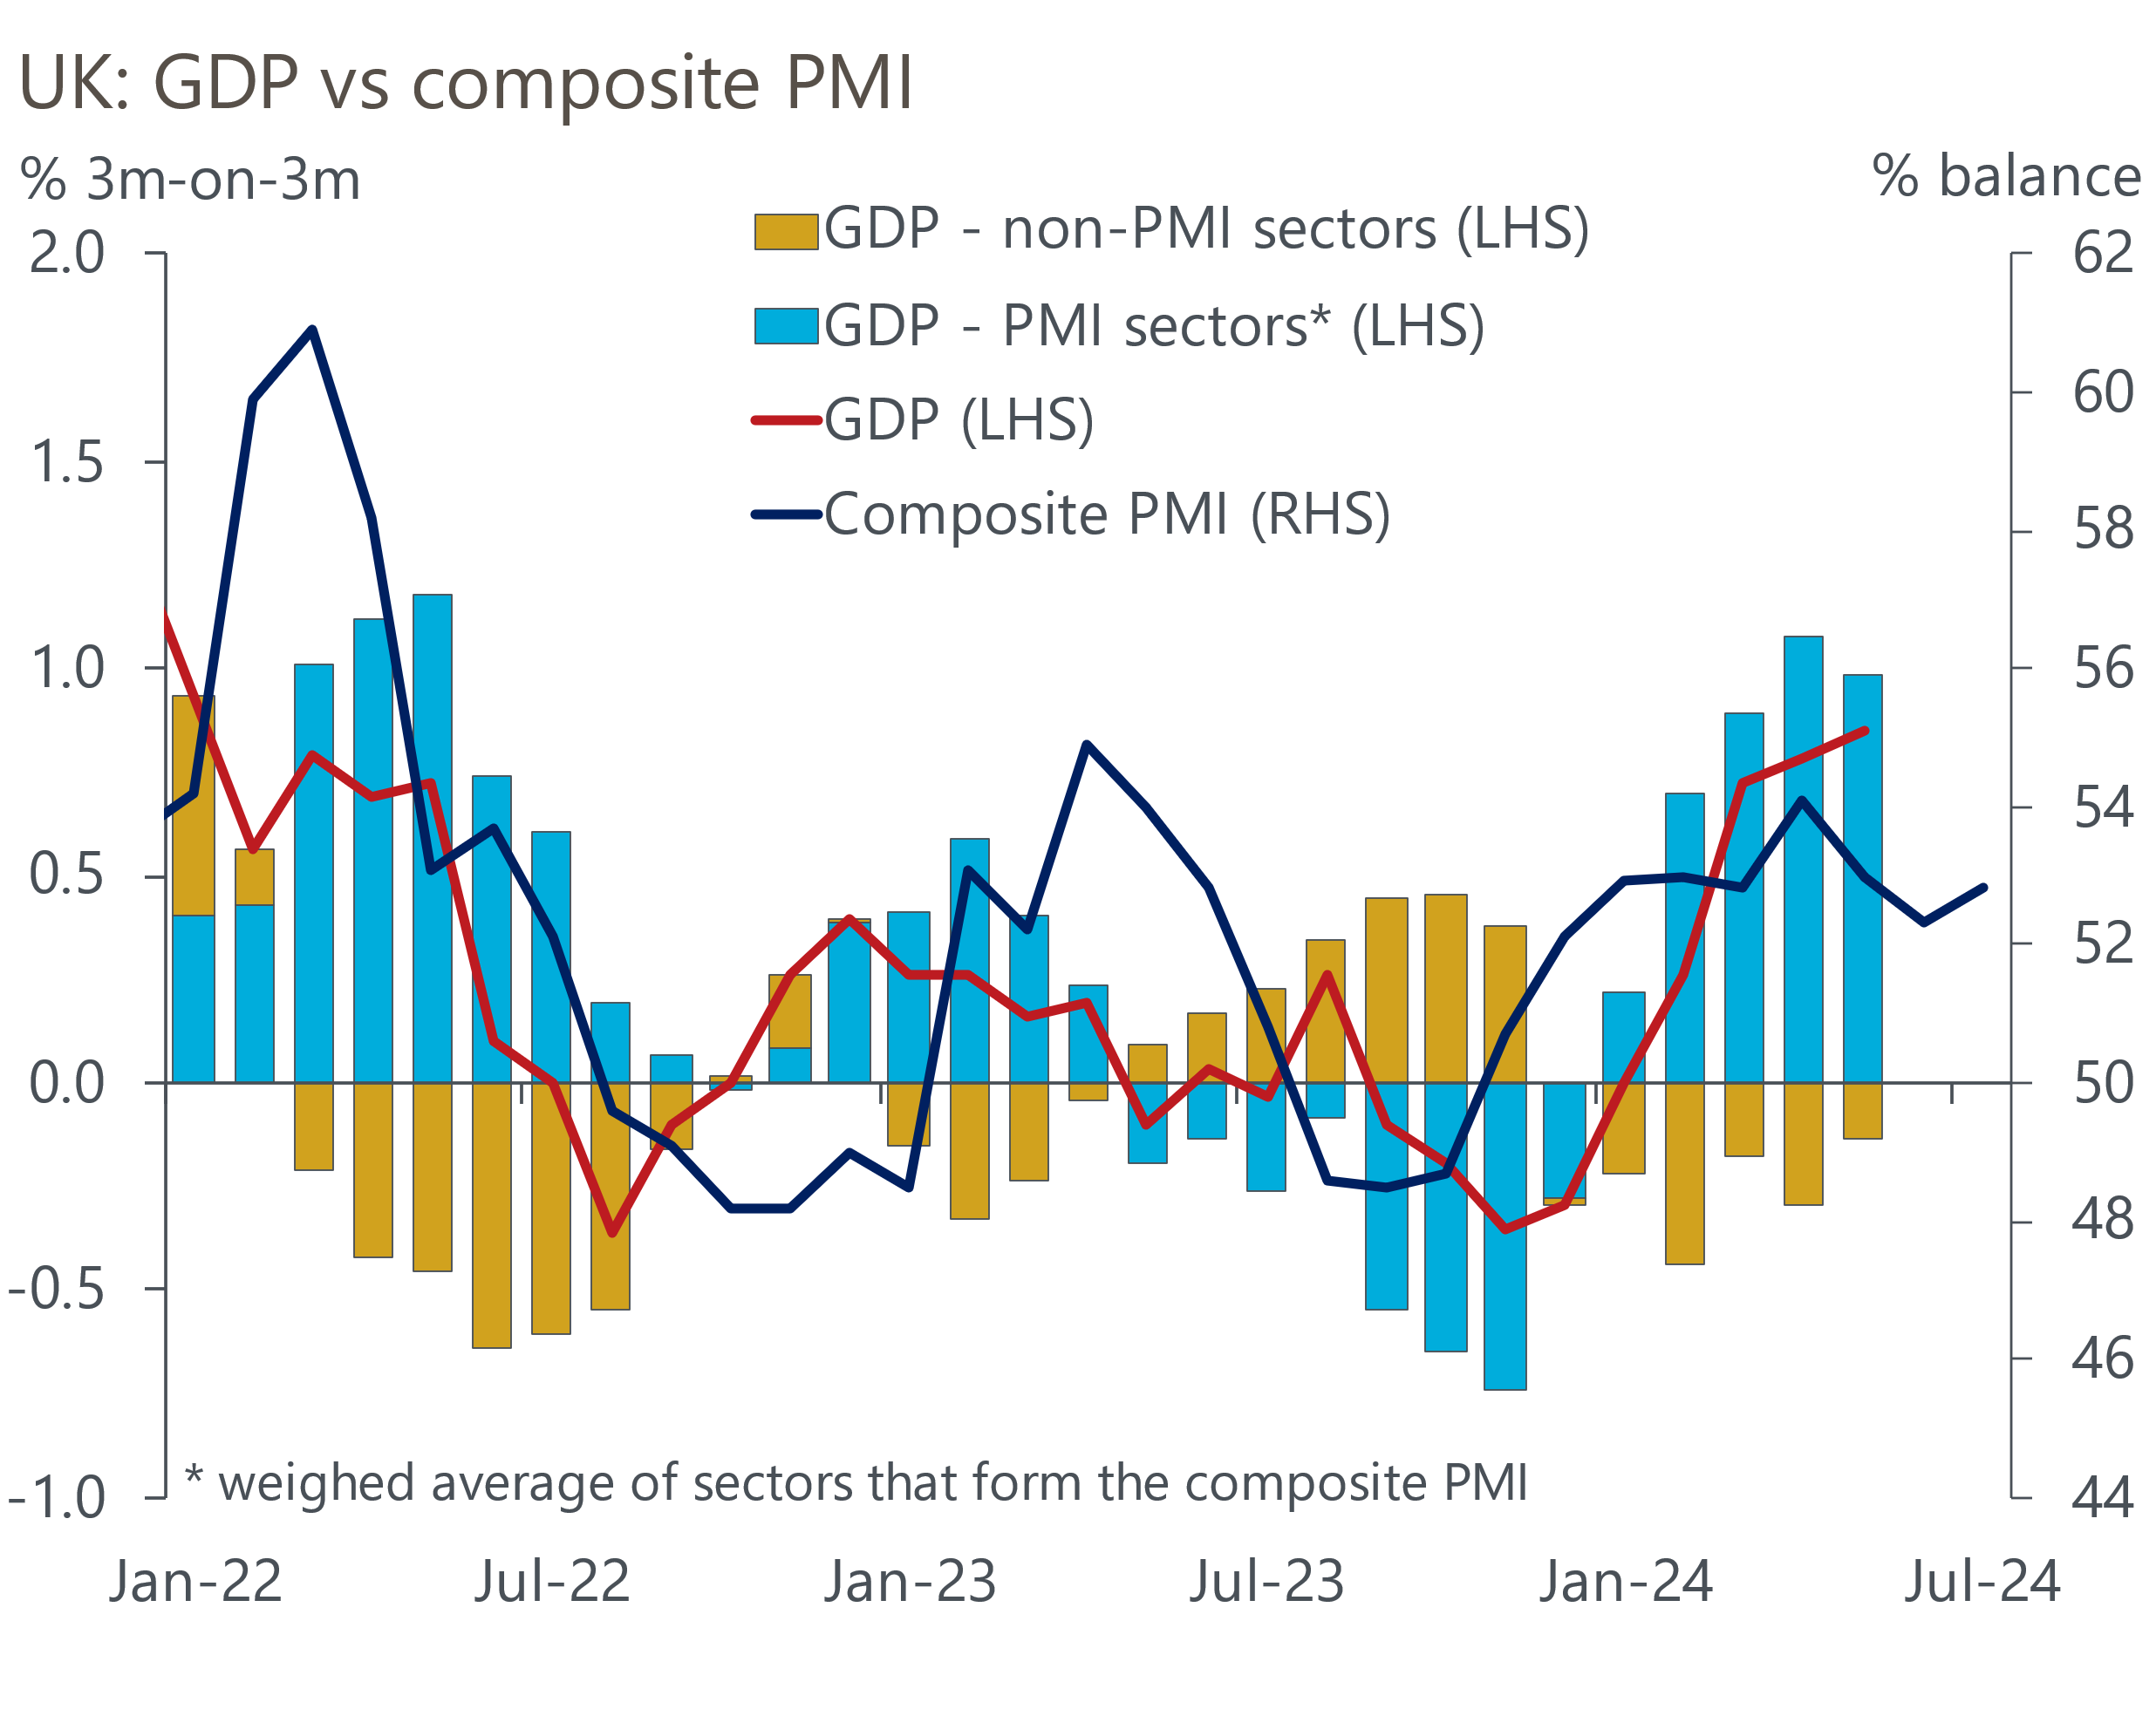 UK: GDP vs composite PMI
% 3m-on-3m
% balance
GDP - non-PMI sectors (LHS)
GDP - PMI sectors* (LHS)
GDP (LHS)
Composite PMI (RHS)
2.0
1.5
1.0
0.5
0.0
-0.5
-1.0
62
60
58
56
54
52
50
48
46
44
* weighed average of sectors that form the composite PMI
Jan-22 Jul-22 Jan-23 Jul-23 Jan-24 Jul-24